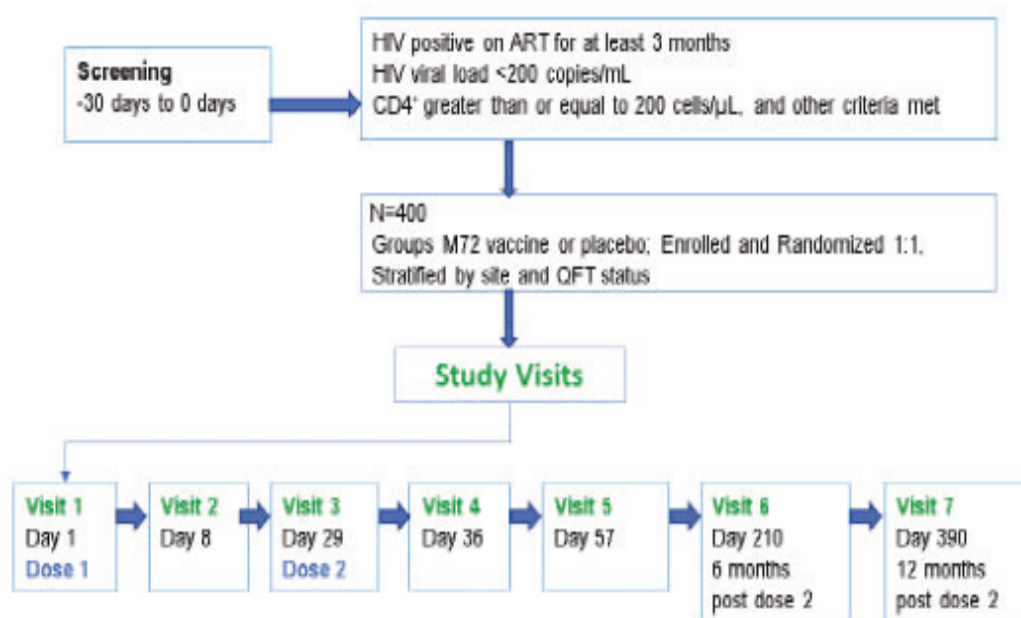 Screening
-30 days to 0 days
HIV positive on ART for at least 3 months
HIV viral load <200 copies/mL
CD4⁺ greater than or equal to 200 cells/µL, and other criteria met
N=400
Groups M72 vaccine or placebo; Enrolled and Randomized 1:1,
Stratified by site and QFT status
Study Visits
Visit 1
Day 1
Dose 1
Visit 2
Day 8
Visit 3
Day 29
Dose 2
Visit 4
Day 36
Visit 5
Day 57
Visit 6
Day 210
6 months
post dose 2
Visit 7
Day 390
12 months
post dose 2